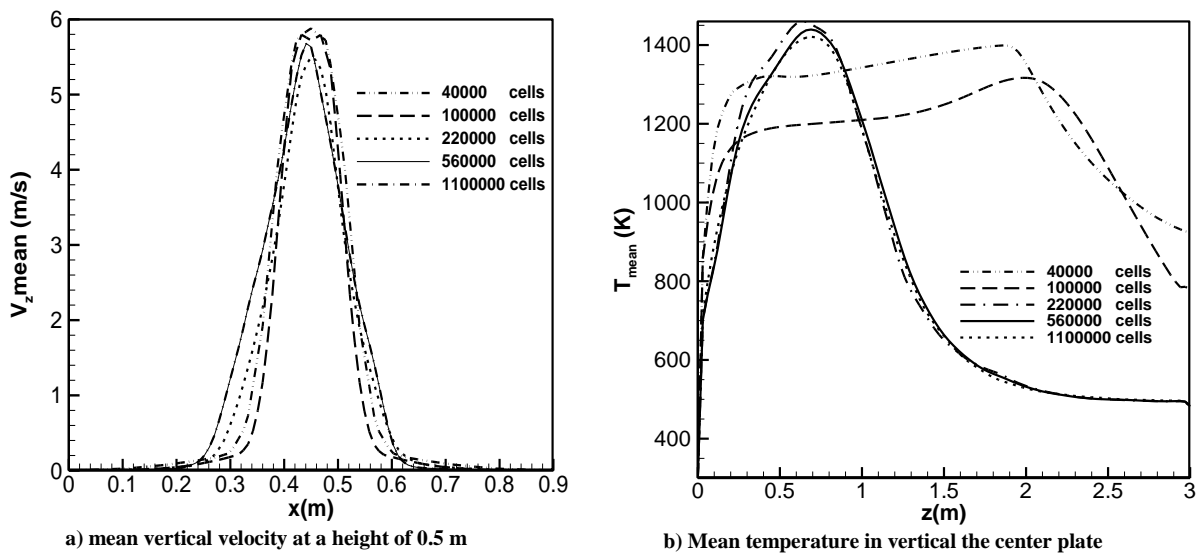 6
5
4
3
2
1
0
V_z mean (m/s)
40000 cells
100000 cells
220000 cells
560000 cells
1100000 cells
0 0.1 0.2 0.3 0.4 0.5 0.6 0.7 0.8 0.9
x(m)
a) mean vertical velocity at a height of 0.5 m
1400
1200
1000
800
600
400
T_mean (K)
40000 cells
100000 cells
220000 cells
560000 cells
1100000 cells
0 0.5 1 1.5 2 2.5 3
z(m)
b) Mean temperature in vertical the center plate